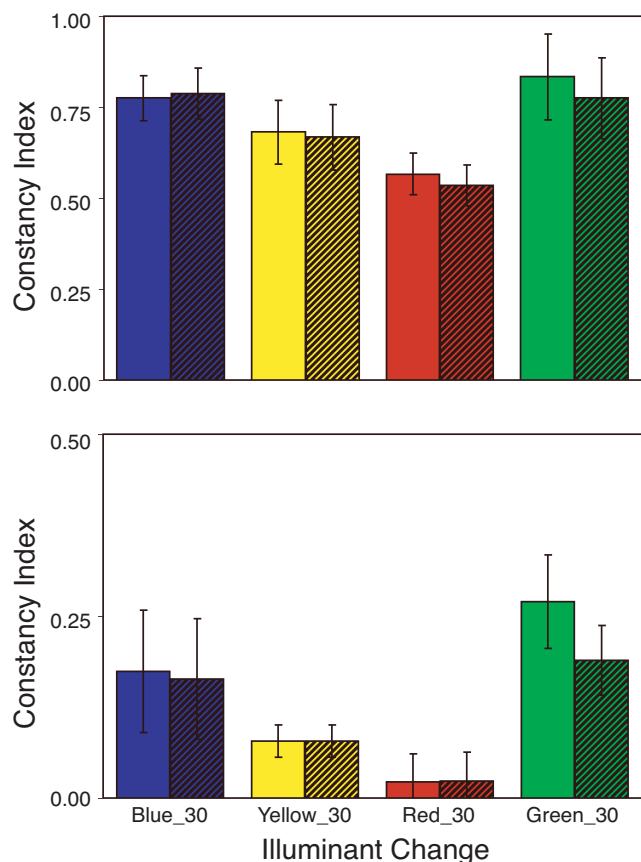 1.00
0.75
0.50
0.25
0.00
Constancy Index
0.50
0.25
0.00
Constancy Index
Blue_30 Yellow_30 Red_30 Green_30
Illuminant Change